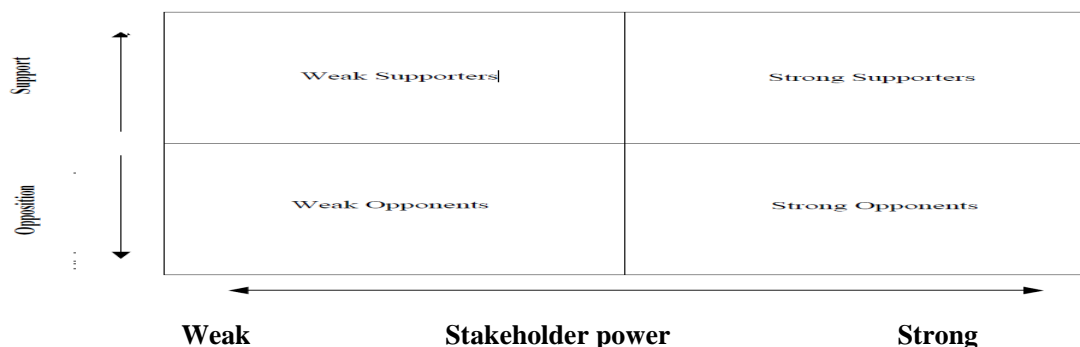 Support
Weak Supporters
Strong Supporters
Opposition
Weak Opponents
Strong Opponents
Weak Stakeholder power Strong